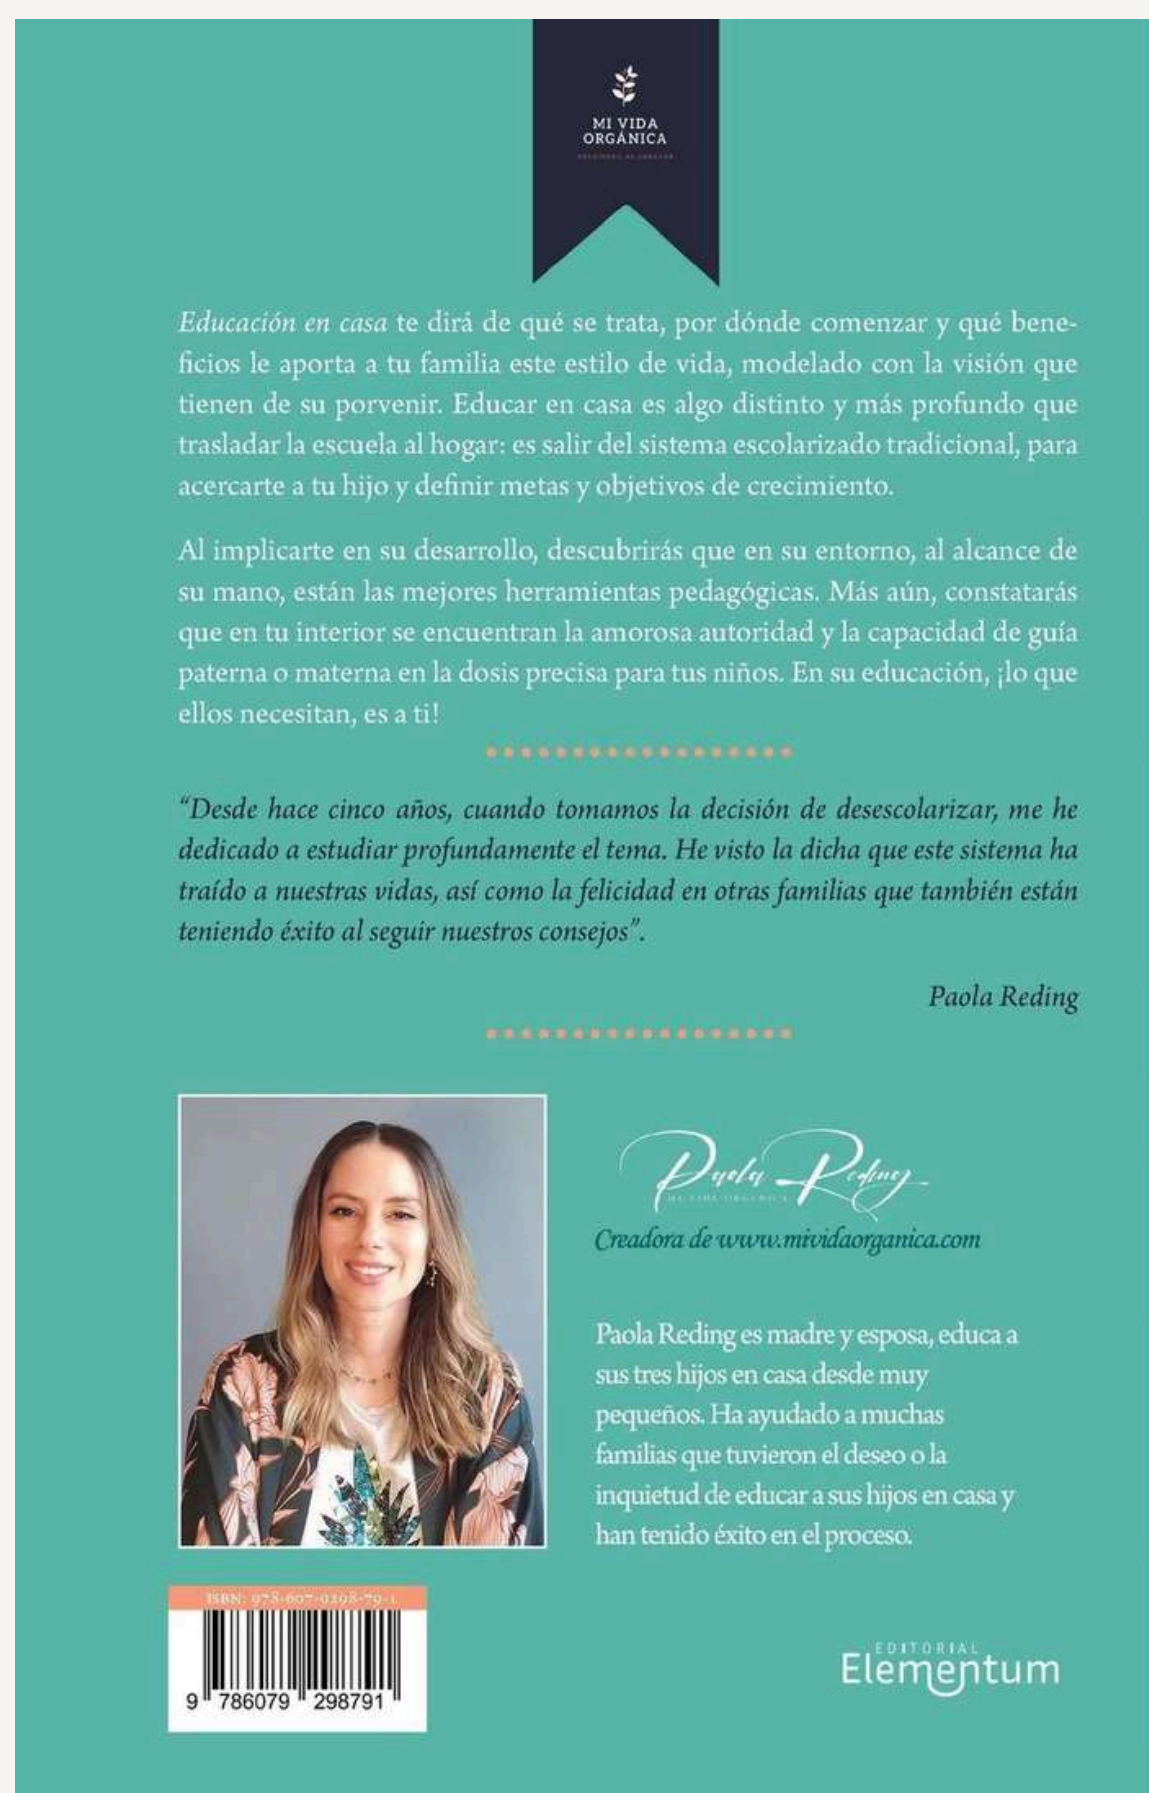 MI VIDA
ORGÁNICA
Educación en casa te dirá de qué se trata, por dónde comenzar y qué bene-
ficios le aporta a tu familia este estilo de vida, modelado con la visión que
tienen de su porvenir. Educar en casa es algo distinto y más profundo que
trasladar la escuela al hogar: es salir del sistema escolarizado tradicional, para
acercarte a tu hijo y definir metas y objetivos de crecimiento.
Al implicarte en su desarrollo, descubrirás que en su entorno, al alcance de
su mano, están las mejores herramientas pedagógicas. Más aún, constatarás
que en tu interior se encuentran la amorosa autoridad y la capacidad de guía
paterna o materna en la dosis precisa para tus niños. En su educación, ¡lo que
ellos necesitan, es a ti!
“Desde hace cinco años, cuando tomamos la decisión de desescolarizar, me he
dedicado a estudiar profundamente el tema. He visto la dicha que este sistema ha
traído a nuestras vidas, así como la felicidad en otras familias que también están
teniendo éxito al seguir nuestros consejos”.
Paola Reding
Paola Reding
MI VIDA ORGÁNICA
Creadora de www.mividaorganica.com
Paola Reding es madre y esposa, educa a
sus tres hijos en casa desde muy
pequeños. Ha ayudado a muchas
familias que tuvieron el deseo o la
inquietud de educar a sus hijos en casa y
han tenido éxito en el proceso.
ISBN: 978-607-9298-79-1
9 786079 298791
EDITORIAL
Elementum